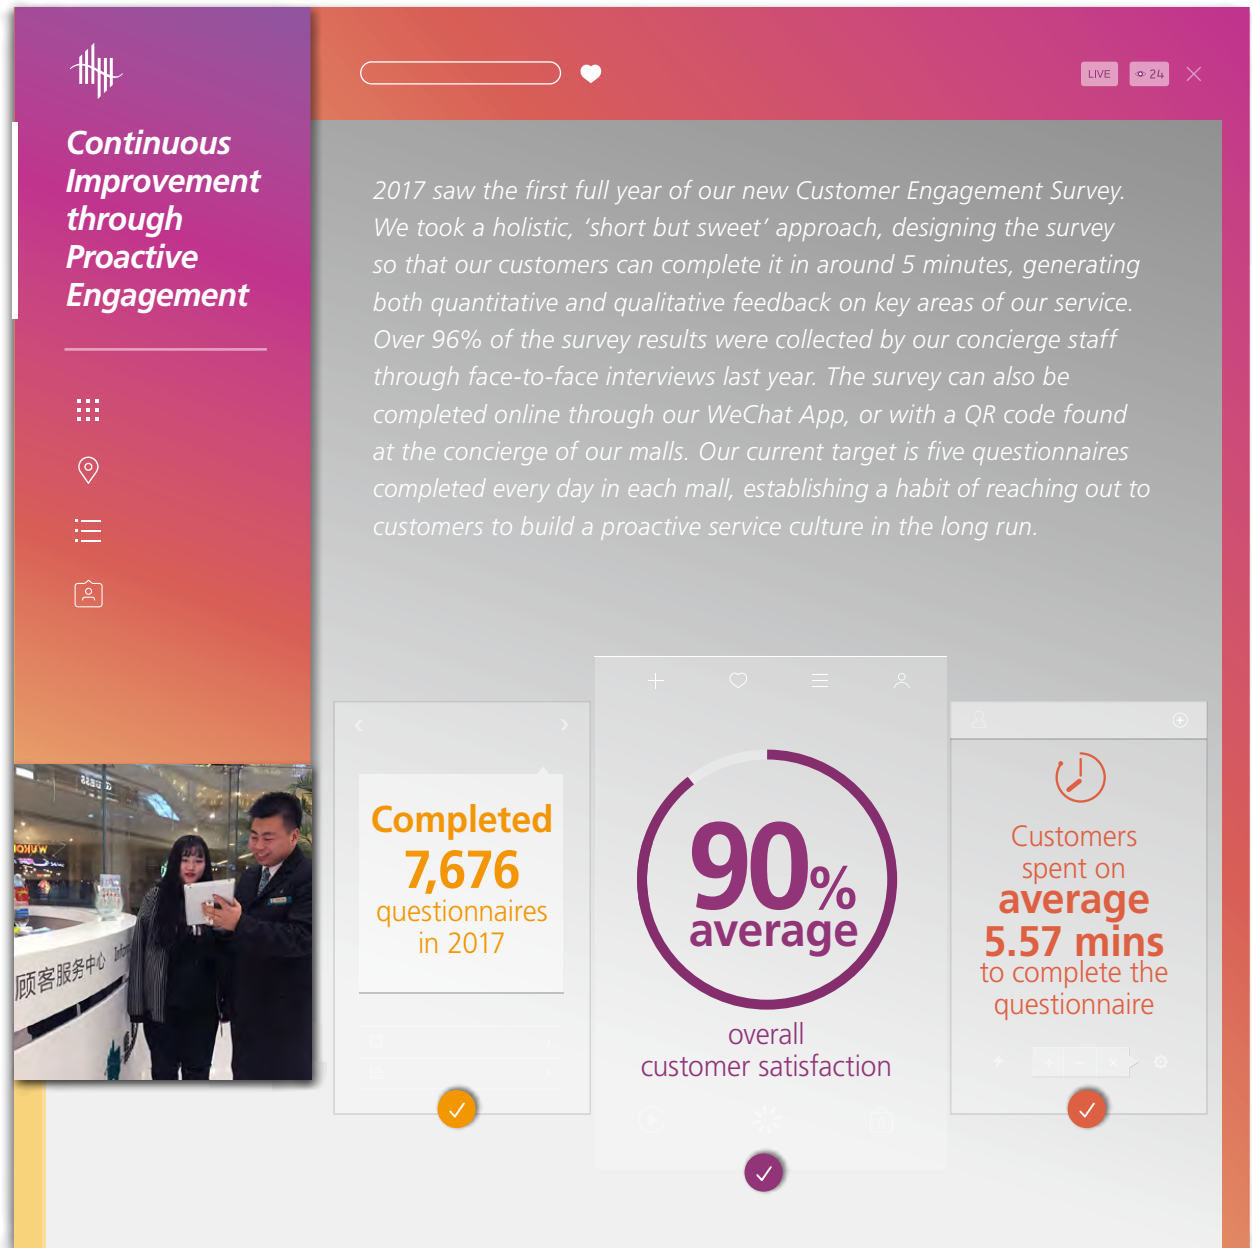 Continuous
Improvement
through
Proactive
Engagement
LIVE
24
2017 saw the first full year of our new Customer Engagement Survey.
We took a holistic, ‘short but sweet’ approach, designing the survey
so that our customers can complete it in around 5 minutes, generating
both quantitative and qualitative feedback on key areas of our service.
Over 96% of the survey results were collected by our concierge staff
through face-to-face interviews last year. The survey can also be
completed online through our WeChat App, or with a QR code found
at the concierge of our malls. Our current target is five questionnaires
completed every day in each mall, establishing a habit of reaching out to
customers to build a proactive service culture in the long run.
Completed
7,676
questionnaires
in 2017
90%
average
overall
customer satisfaction
Customers
spent on
average
5.57 mins
to complete the
questionnaire
GUESS
顾客服务中心